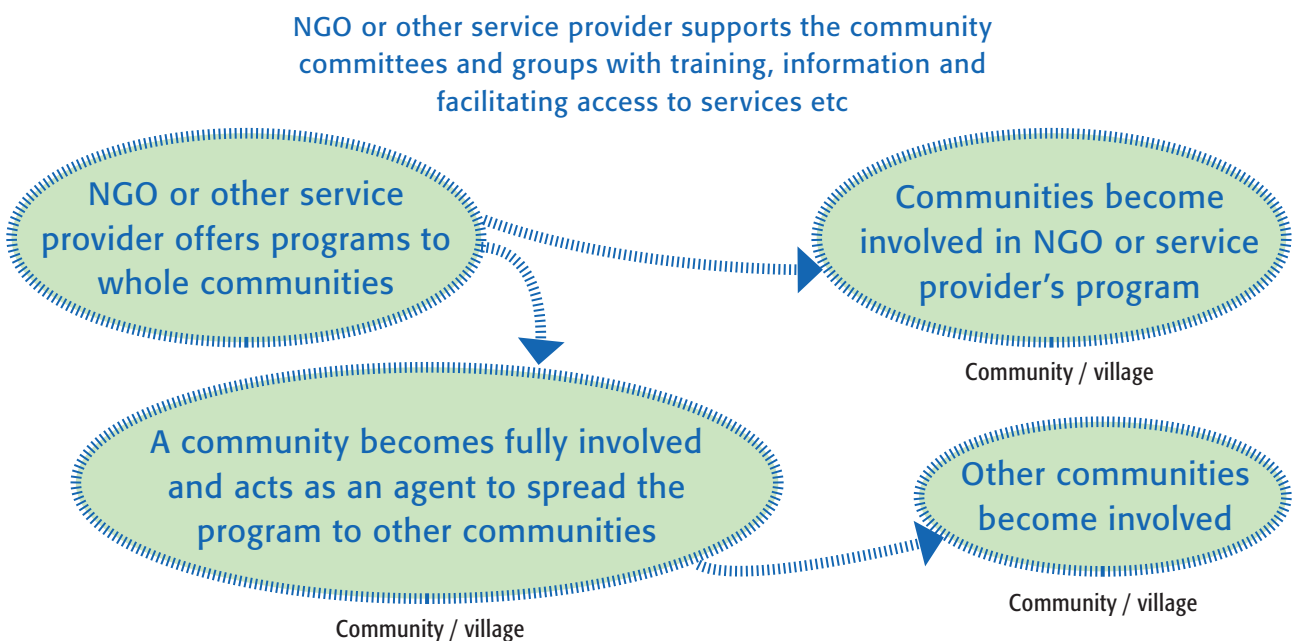 NGO or other service provider supports the community
committees and groups with training, information and
facilitating access to services etc
NGO or other service
provider offers programs to
whole communities
Communities become
involved in NGO or service
provider’s program
Community / village
A community becomes fully involved
and acts as an agent to spread the
program to other communities
Community / village
Other communities
become involved
Community / village